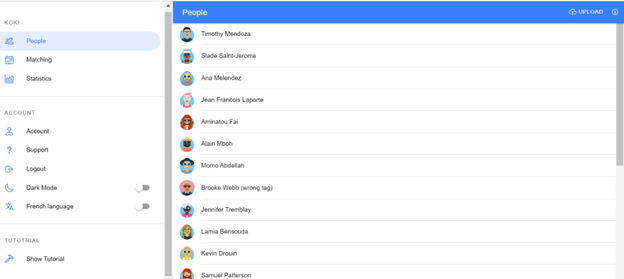 KOKI
People
Matching
Statistics
ACCOUNT
Account
Support
Logout
Dark Mode
French language
TUTOTRIAL
Show Tutorial
People
UPLOAD
Timothy Mendoza
Slade Saint-Jerome
Ana Melendez
Jean Francois Laporte
Aminatou Fai
Alain Mboh
Momo Abdellah
Brooke Webb (wrong tag)
Jennifer Tremblay
Lamia Bensouda
Kevin Drouin
Samuel Patterson